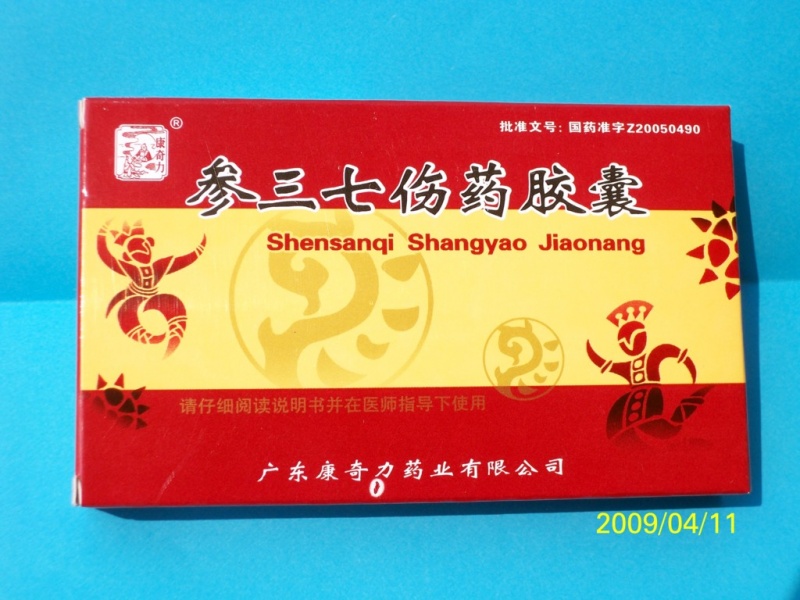 康奇力
®
批准文号：国药准字Z20050490
参三七伤药胶囊
Shensanqi Shangyao Jiaonang
请仔细阅读说明书并在医师指导下使用
广东康奇力药业有限公司
2009/04/11